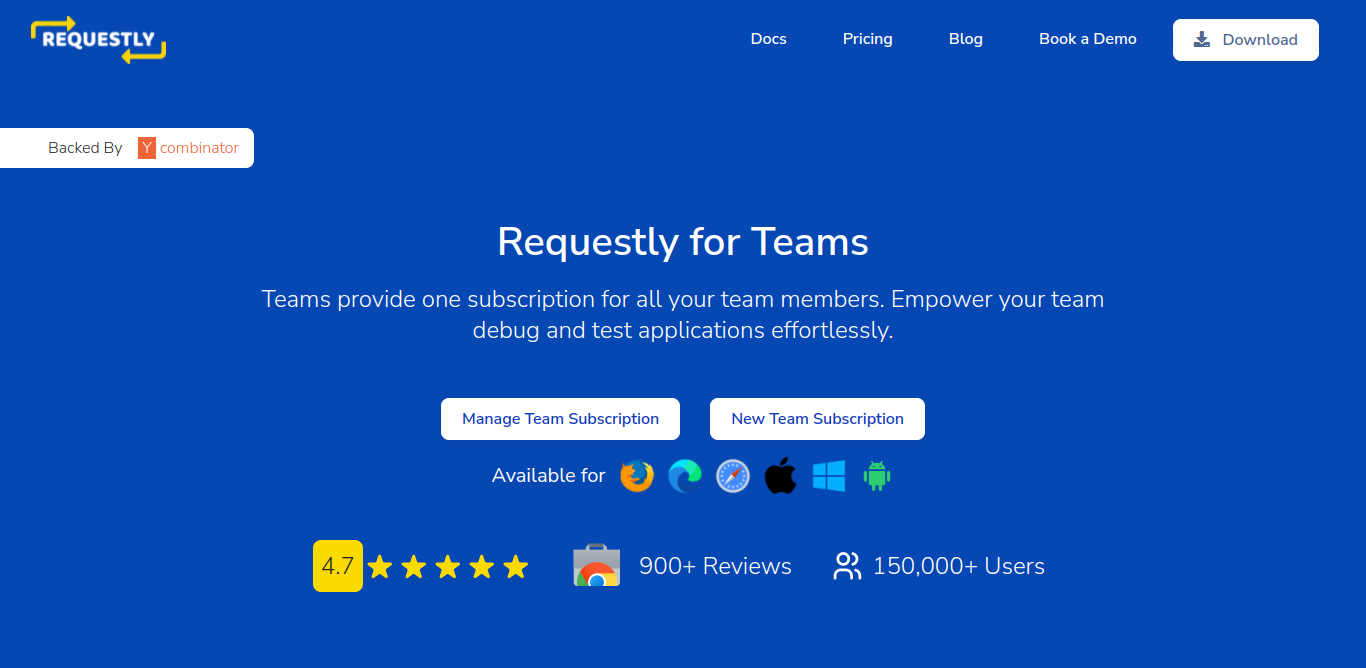 REQUESTLY
Docs
Pricing
Blog
Book a Demo
Download
Backed By Y combinator
Requestly for Teams
Teams provide one subscription for all your team members. Empower your team
debug and test applications effortlessly.
Manage Team Subscription
New Team Subscription
Available for
4.7
900+ Reviews
150,000+ Users